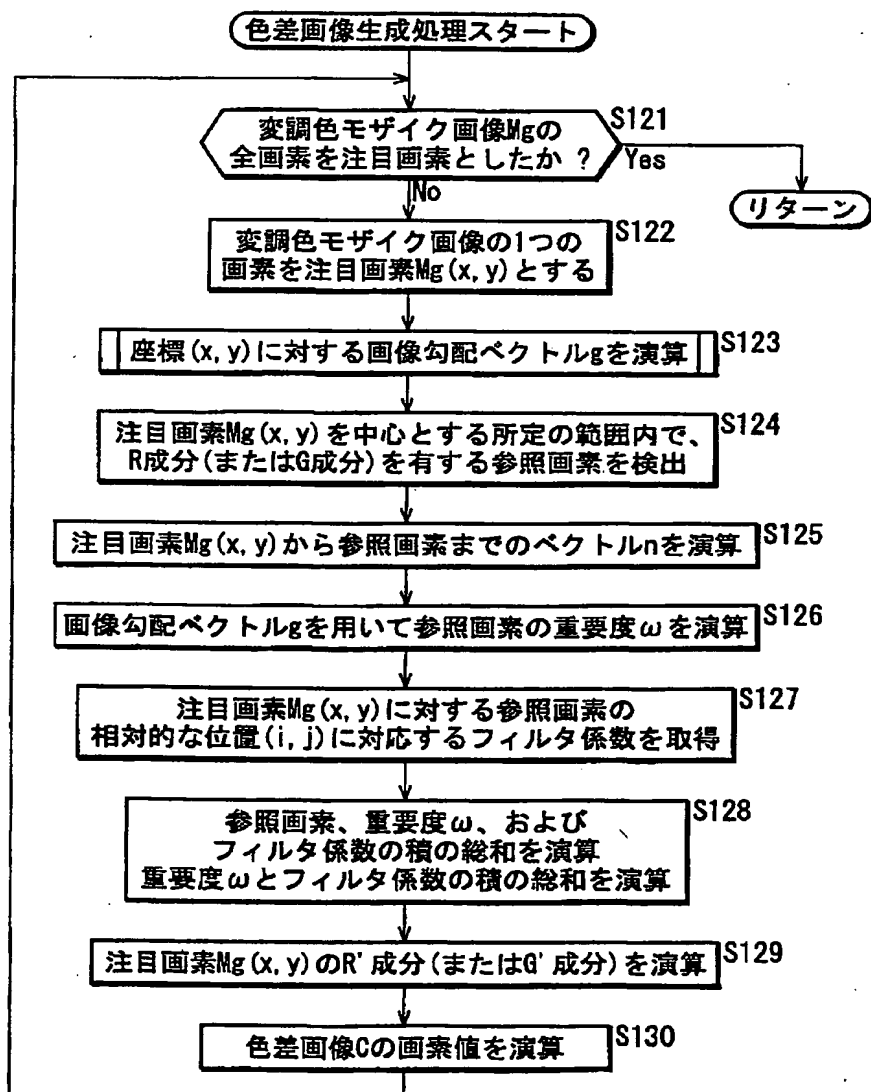 色差画像生成処理スタート
変調色モザイク画像Mgの
全画素を注目画素としたか ?
S121
Yes
No
リターン
変調色モザイク画像の1つの
画素を注目画素Mg(x, y)とする
S122
座標(x, y)に対する画像勾配ベクトルgを演算
S123
注目画素Mg(x, y)を中心とする所定の範囲内で、
R成分(またはG成分)を有する参照画素を検出
S124
注目画素Mg(x, y)から参照画素までのベクトルnを演算
S125
画像勾配ベクトルgを用いて参照画素の重要度ωを演算
S126
注目画素Mg(x, y)に対する参照画素の
相対的な位置(i, j)に対応するフィルタ係数を取得
S127
参照画素、重要度ω、および
フィルタ係数の積の総和を演算
重要度ωとフィルタ係数の積の総和を演算
S128
注目画素Mg(x, y)のR'成分(またはG'成分)を演算
S129
色差画像Cの画素値を演算
S130